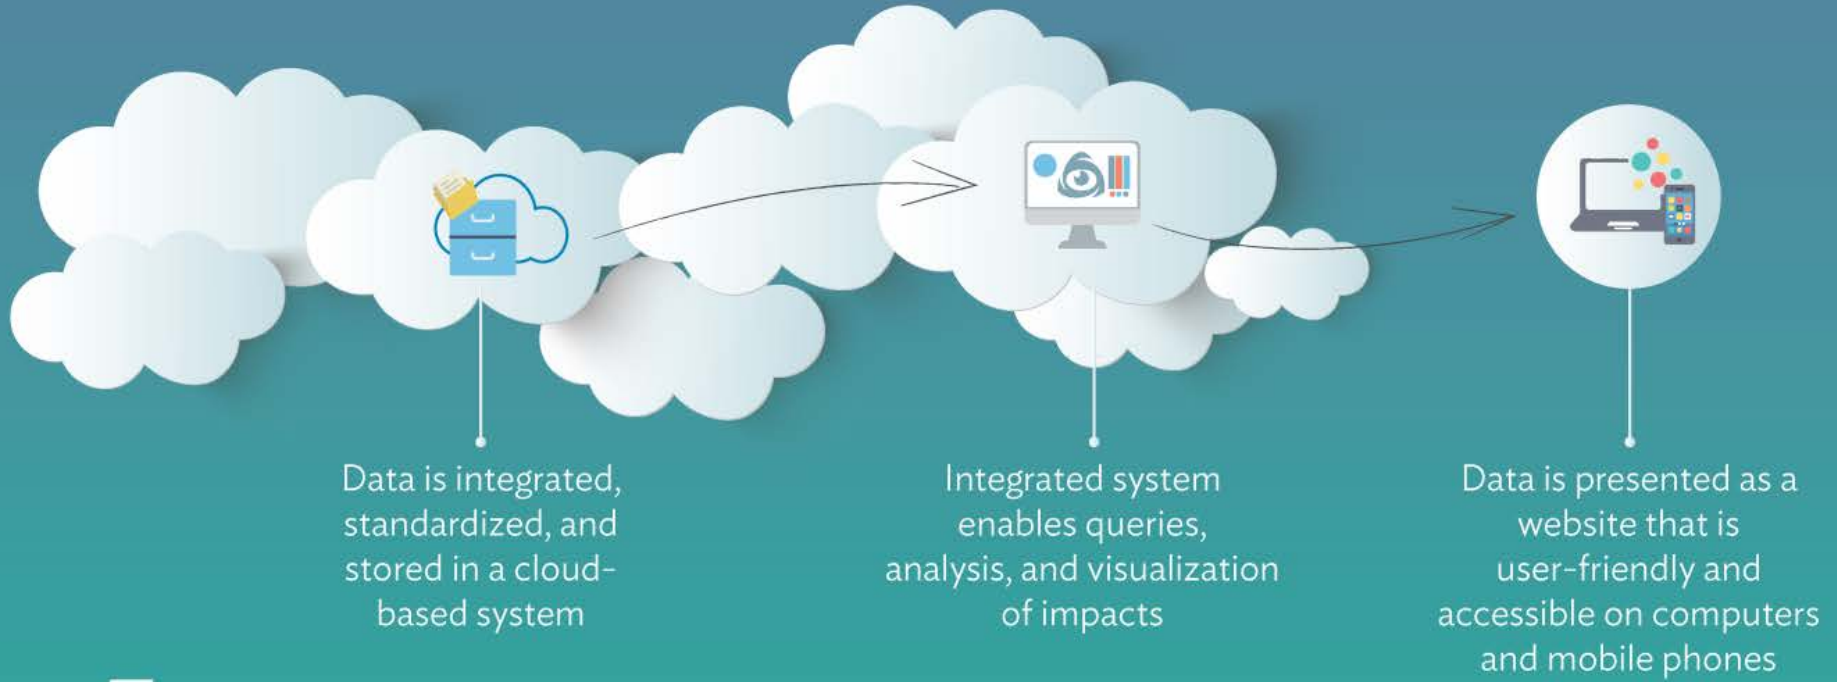 Data is integrated,
standardized, and
stored in a cloud-
based system
Integrated system
enables queries,
analysis, and visualization
of impacts
Data is presented as a
website that is
user-friendly and
accessible on computers
and mobile phones